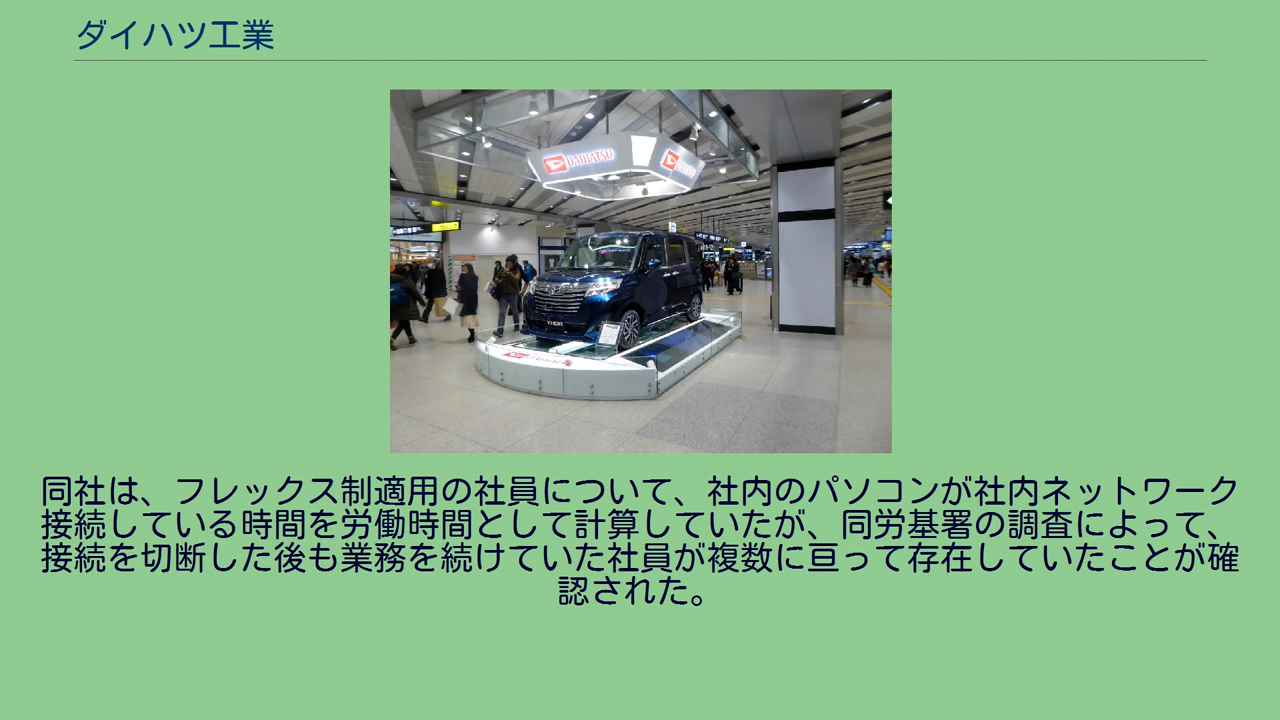 ダイハツ工業
DAIHATSU
THOR
同社は、フレックス制適用の社員について、社内のパソコンが社内ネットワーク
接続している時間を労働時間として計算していたが、同労基署の調査によって、
接続を切断した後も業務を続けていた社員が複数に亘って存在していたことが確
認された。